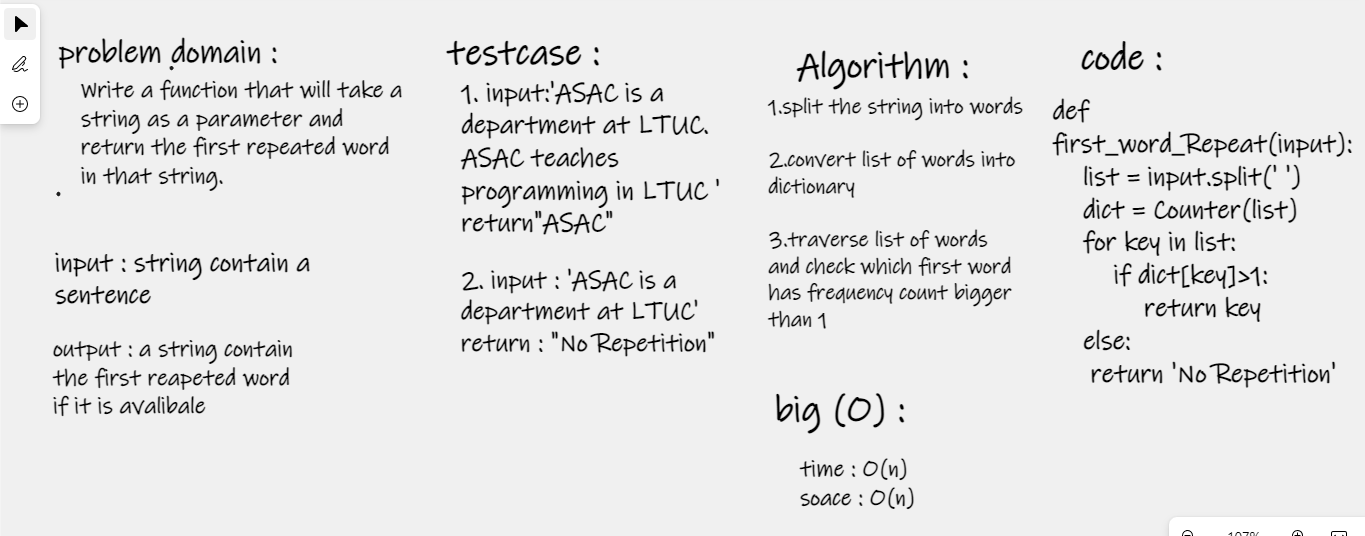 problem domain :
Write a function that will take a
string as a parameter and
return the first repeated word
in that string.
input : string contain a
sentence
output : a string contain
the first reapeted word
if it is avalibale
testcase :
1. input:'ASAC is a
department at LTUC.
ASAC teaches
programming in LTUC '
return"ASAC"
2. input : 'ASAC is a
department at LTUC'
return : "No Repetition"
Algorithm :
1.split the string into words
2.convert list of words into
dictionary
3.traverse list of words
and check which first word
has frequency count bigger
than 1
big (O) :
time : O(n)
soace : O(n)
code :
def
first_word_Repeat(input):
list = input.split(' ')
dict = Counter(list)
for key in list:
if dict[key]>1:
return key
else:
return 'No Repetition'